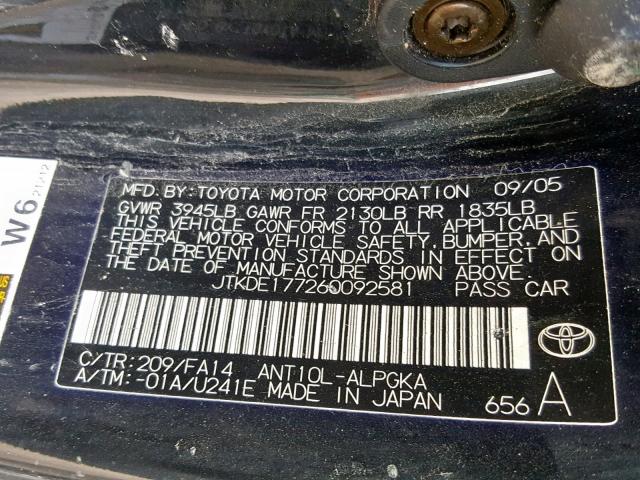 MFD. BY: TOYOTA MOTOR CORPORATION 09/05
GVWR 3945LB GAWR FR 2130LB RR 1835LB
THIS VEHICLE CONFORMS TO ALL APPLICABLE
FEDERAL MOTOR VEHICLE SAFETY, BUMPER, AND
THEFT PREVENTION STANDARDS IN EFFECT ON
THE DATE OF MANUFACTURE SHOWN ABOVE.
JTKDE177260092581 PASS CAR
C/TR: 209/FA14 ANT10L-ALPGKA
A/TM: -01A/U241E MADE IN JAPAN 656 A
W6 21/12